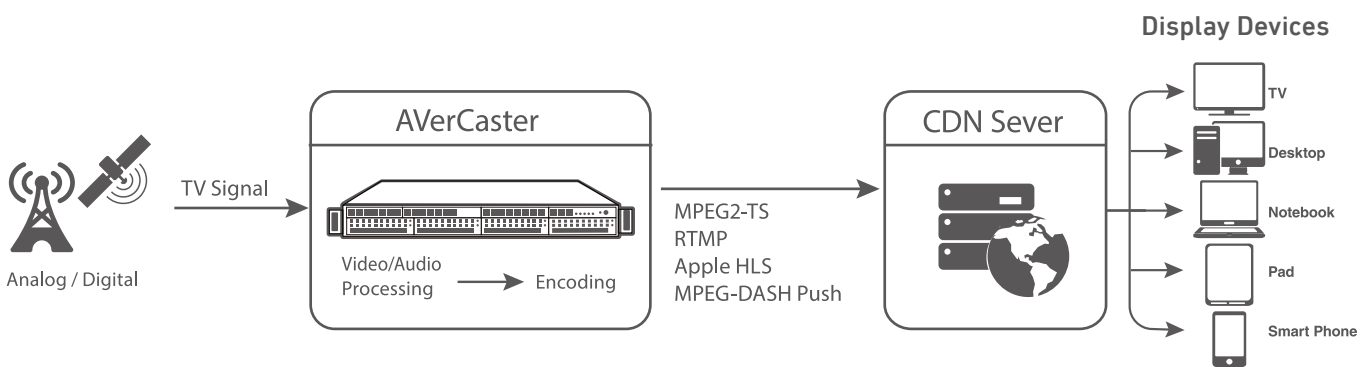 Display Devices
AVerCaster
CDN Sever
TV
Desktop
Notebook
Pad
Smart Phone
TV Signal
Analog / Digital
Video/Audio
Processing
Encoding
MPEG2-TS
RTMP
Apple HLS
MPEG-DASH Push